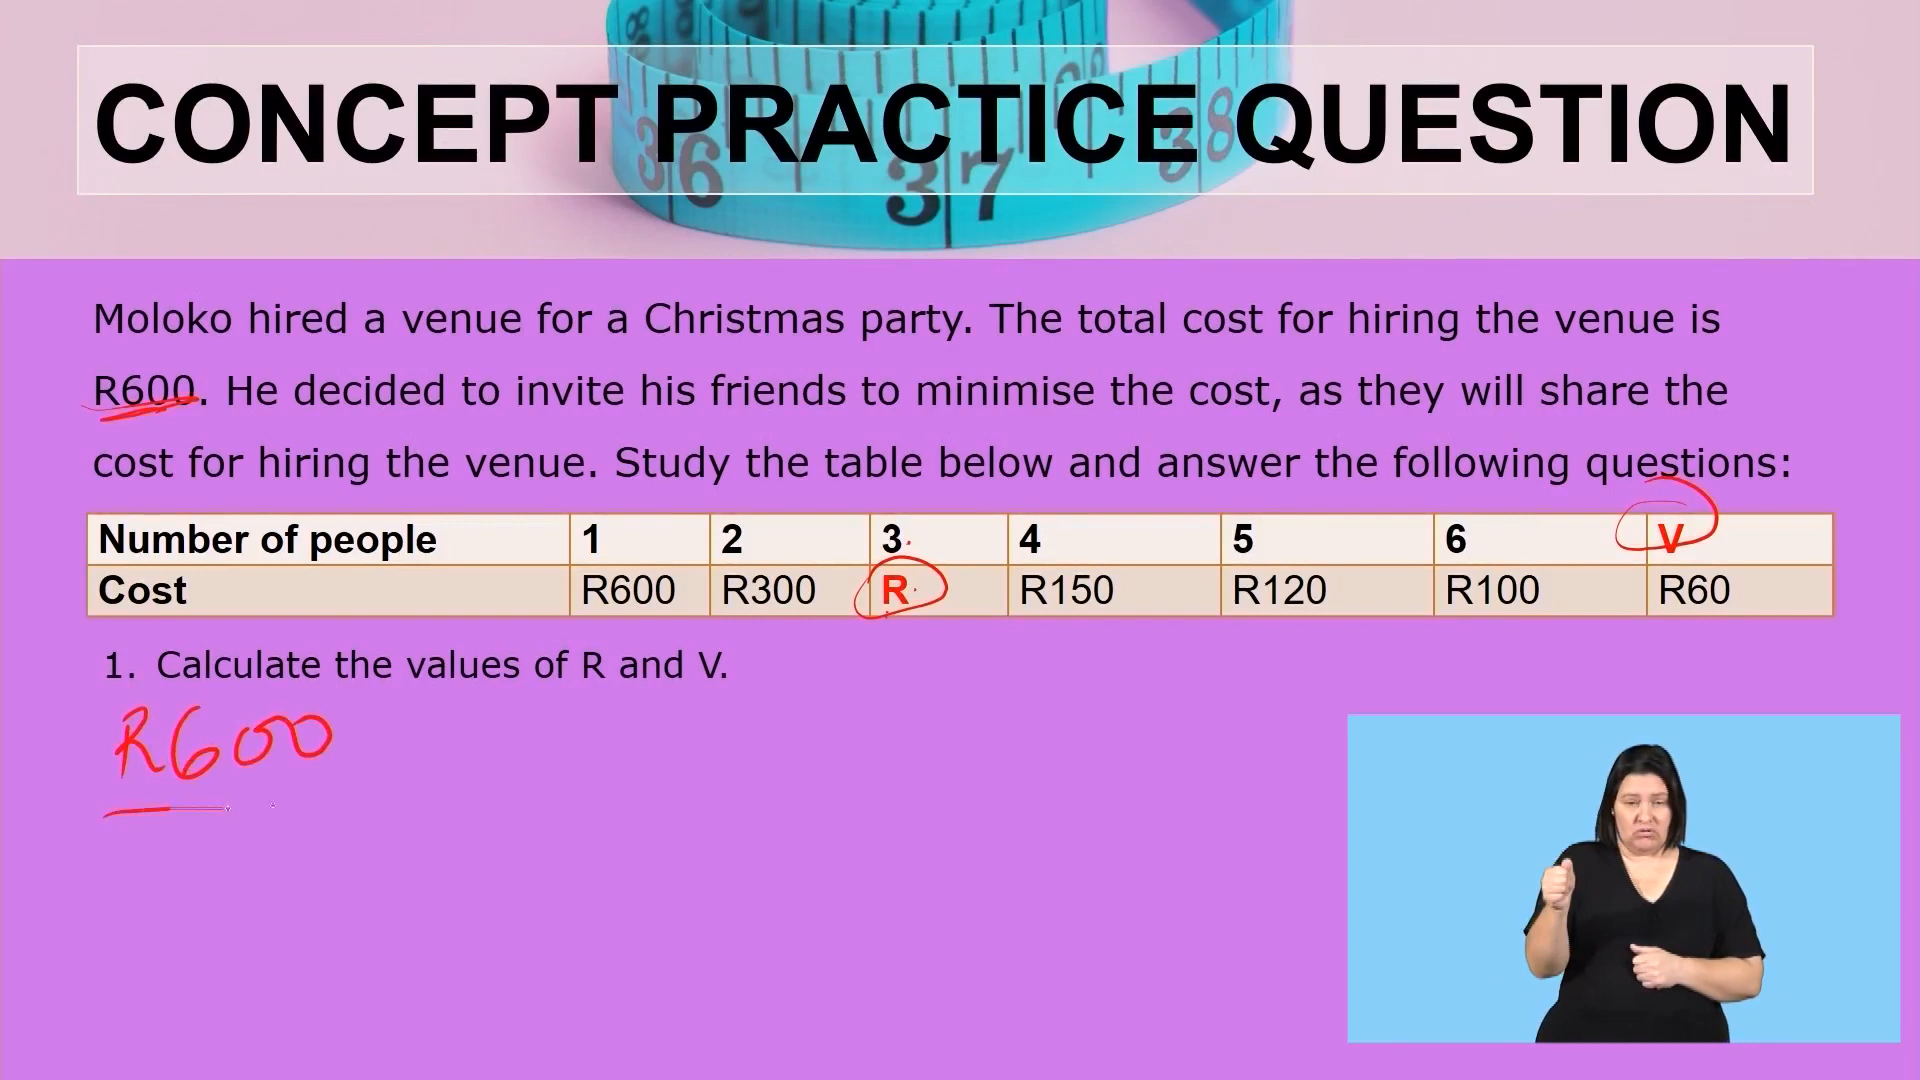 36 37 38
CONCEPT PRACTICE QUESTION
Moloko hired a venue for a Christmas party. The total cost for hiring the venue is
R600. He decided to invite his friends to minimise the cost, as they will share the
cost for hiring the venue. Study the table below and answer the following questions:
Number of people 1 2 3 4 5 6 V
Cost R600 R300 R R150 R120 R100 R60
1. Calculate the values of R and V.
R600